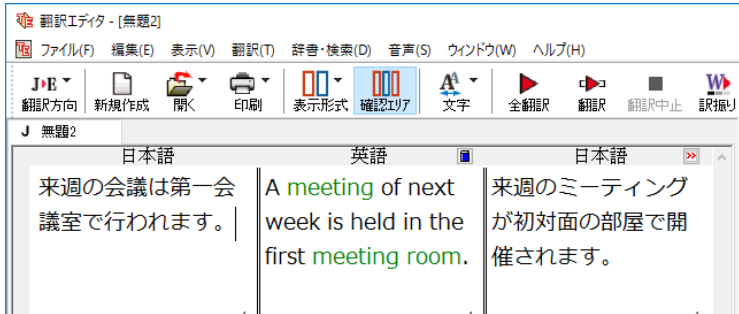 翻訳エディタ - [無題2]
ファイル(F) 編集(E) 表示(V) 翻訳(T) 辞書・検索(D) 音声(S) ウィンドウ(W) ヘルプ(H)
J▸E
翻訳方向 新規作成 開く 印刷 表示形式 確認エリア 文字 全翻訳 翻訳 翻訳中止 訳振り
J 無題2
日本語 英語 日本語
来週の会議は第一会
議室で行われます。
A meeting of next
week is held in the
first meeting room.
来週のミーティング
が初対面の部屋で開
催されます。